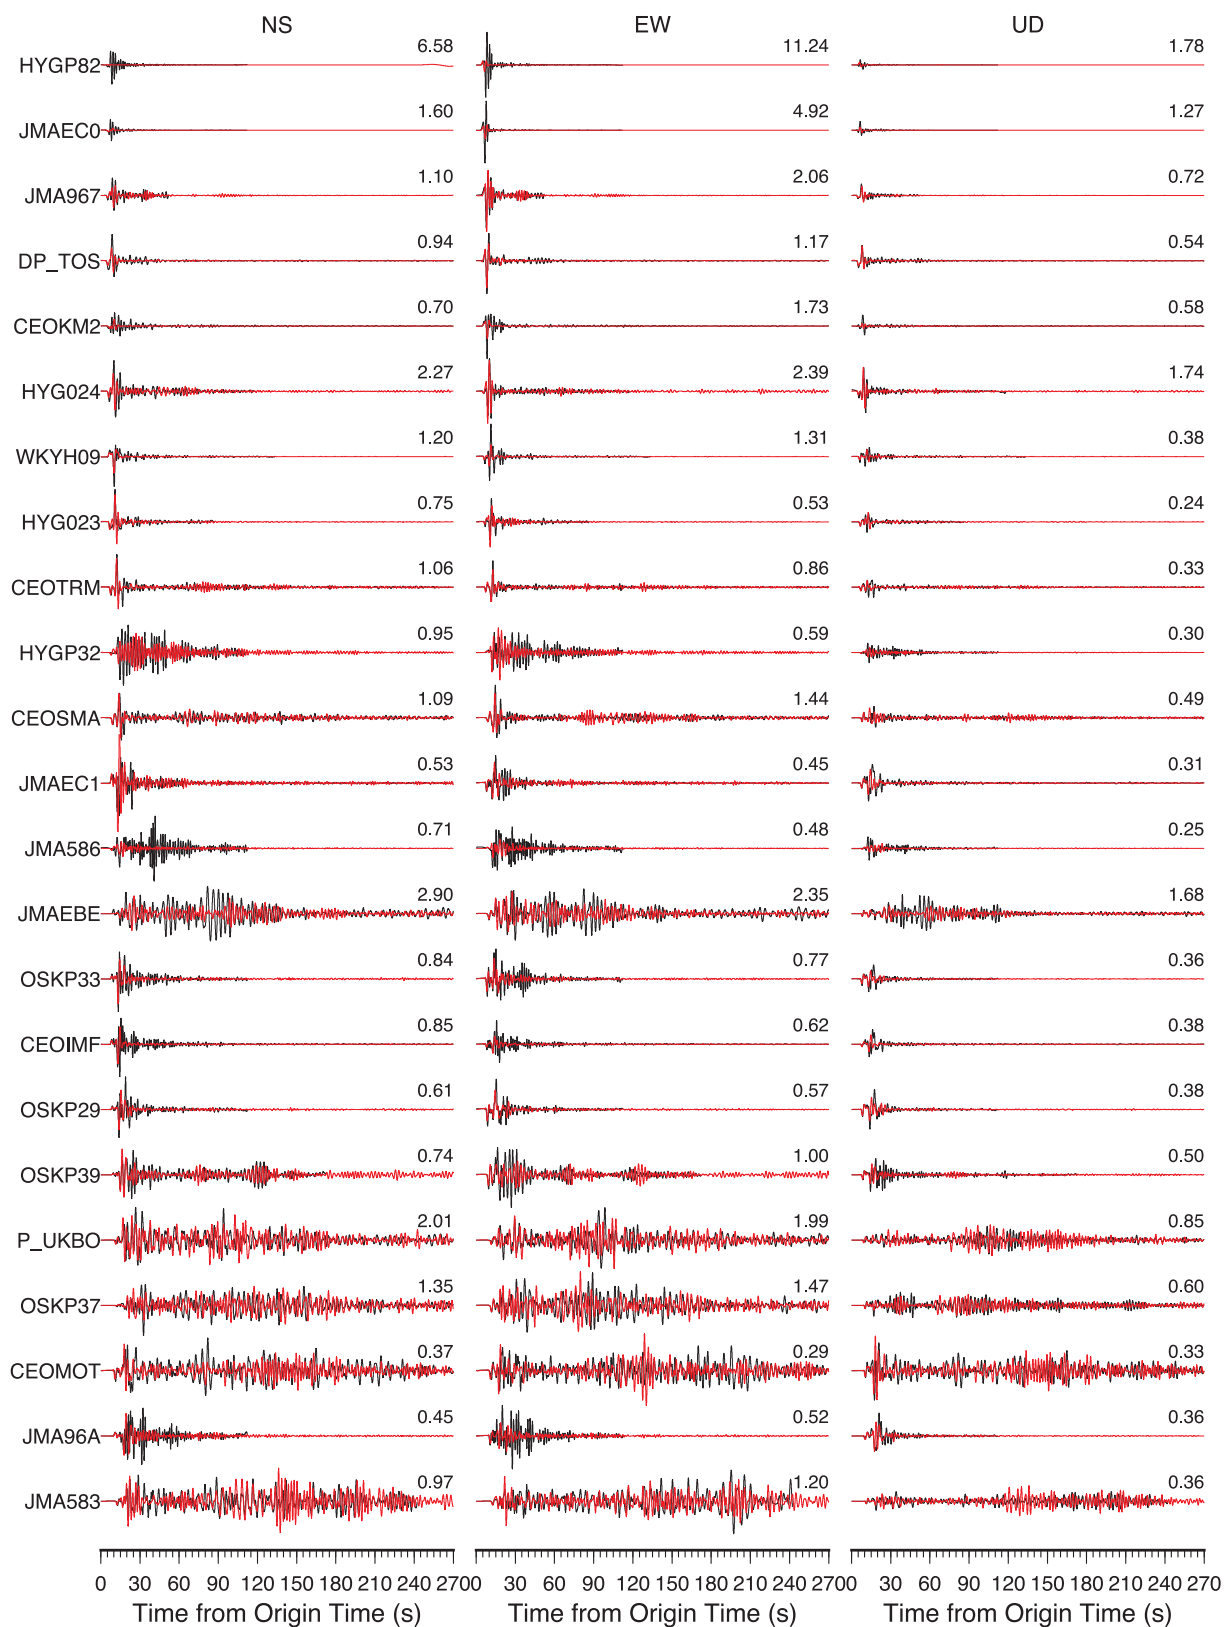 NS EW UD
HYGP82 6.58 11.24 1.78
JMAEC0 1.60 4.92 1.27
JMA967 1.10 2.06 0.72
DP_TOS 0.94 1.17 0.54
CEOKM2 0.70 1.73 0.58
HYG024 2.27 2.39 1.74
WKYH09 1.20 1.31 0.38
HYG023 0.75 0.53 0.24
CEOTRM 1.06 0.86 0.33
HYGP32 0.95 0.59 0.30
CEOSMA 1.09 1.44 0.49
JMAEC1 0.53 0.45 0.31
JMA586 0.71 0.48 0.25
JMAEBE 2.90 2.35 1.68
OSKP33 0.84 0.77 0.36
CEOIMF 0.85 0.62 0.38
OSKP29 0.61 0.57 0.38
OSKP39 0.74 1.00 0.50
P_UKBO 2.01 1.99 0.85
OSKP37 1.35 1.47 0.60
CEOMOT 0.37 0.29 0.33
JMA96A 0.45 0.52 0.36
JMA583 0.97 1.20 0.36
0 30 60 90 120 150 180 210 240 270 0 30 60 90 120 150 180 210 240 270 0 30 60 90 120 150 180 210 240 270
Time from Origin Time (s) Time from Origin Time (s) Time from Origin Time (s)